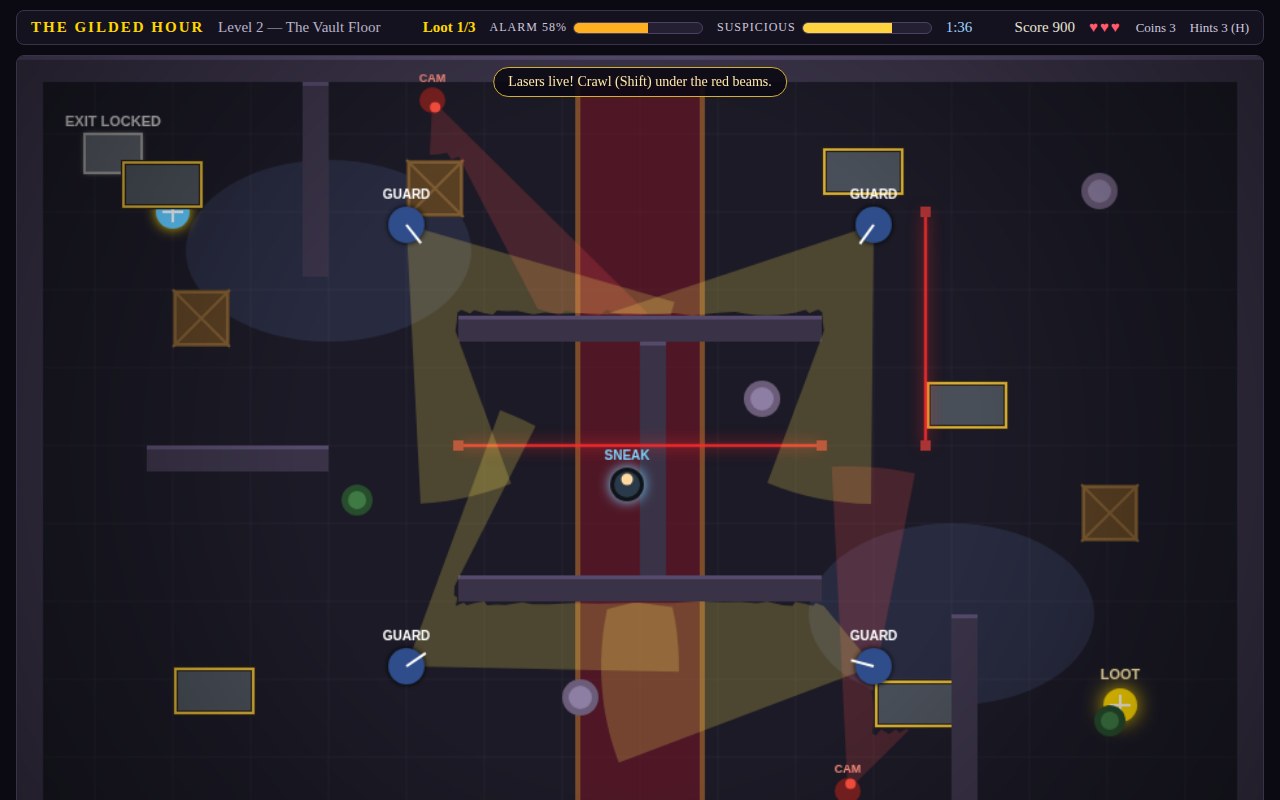 THE GILDED HOUR Level 2 — The Vault Floor Loot 1/3 ALARM 58% SUSPICIOUS 1:36 Score 900 ♥♥♥ Coins 3 Hints 3 (H)
Lasers live! Crawl (Shift) under the red beams.
CAM
EXIT LOCKED
GUARD
GUARD
SNEAK
GUARD
GUARD
LOOT
CAM